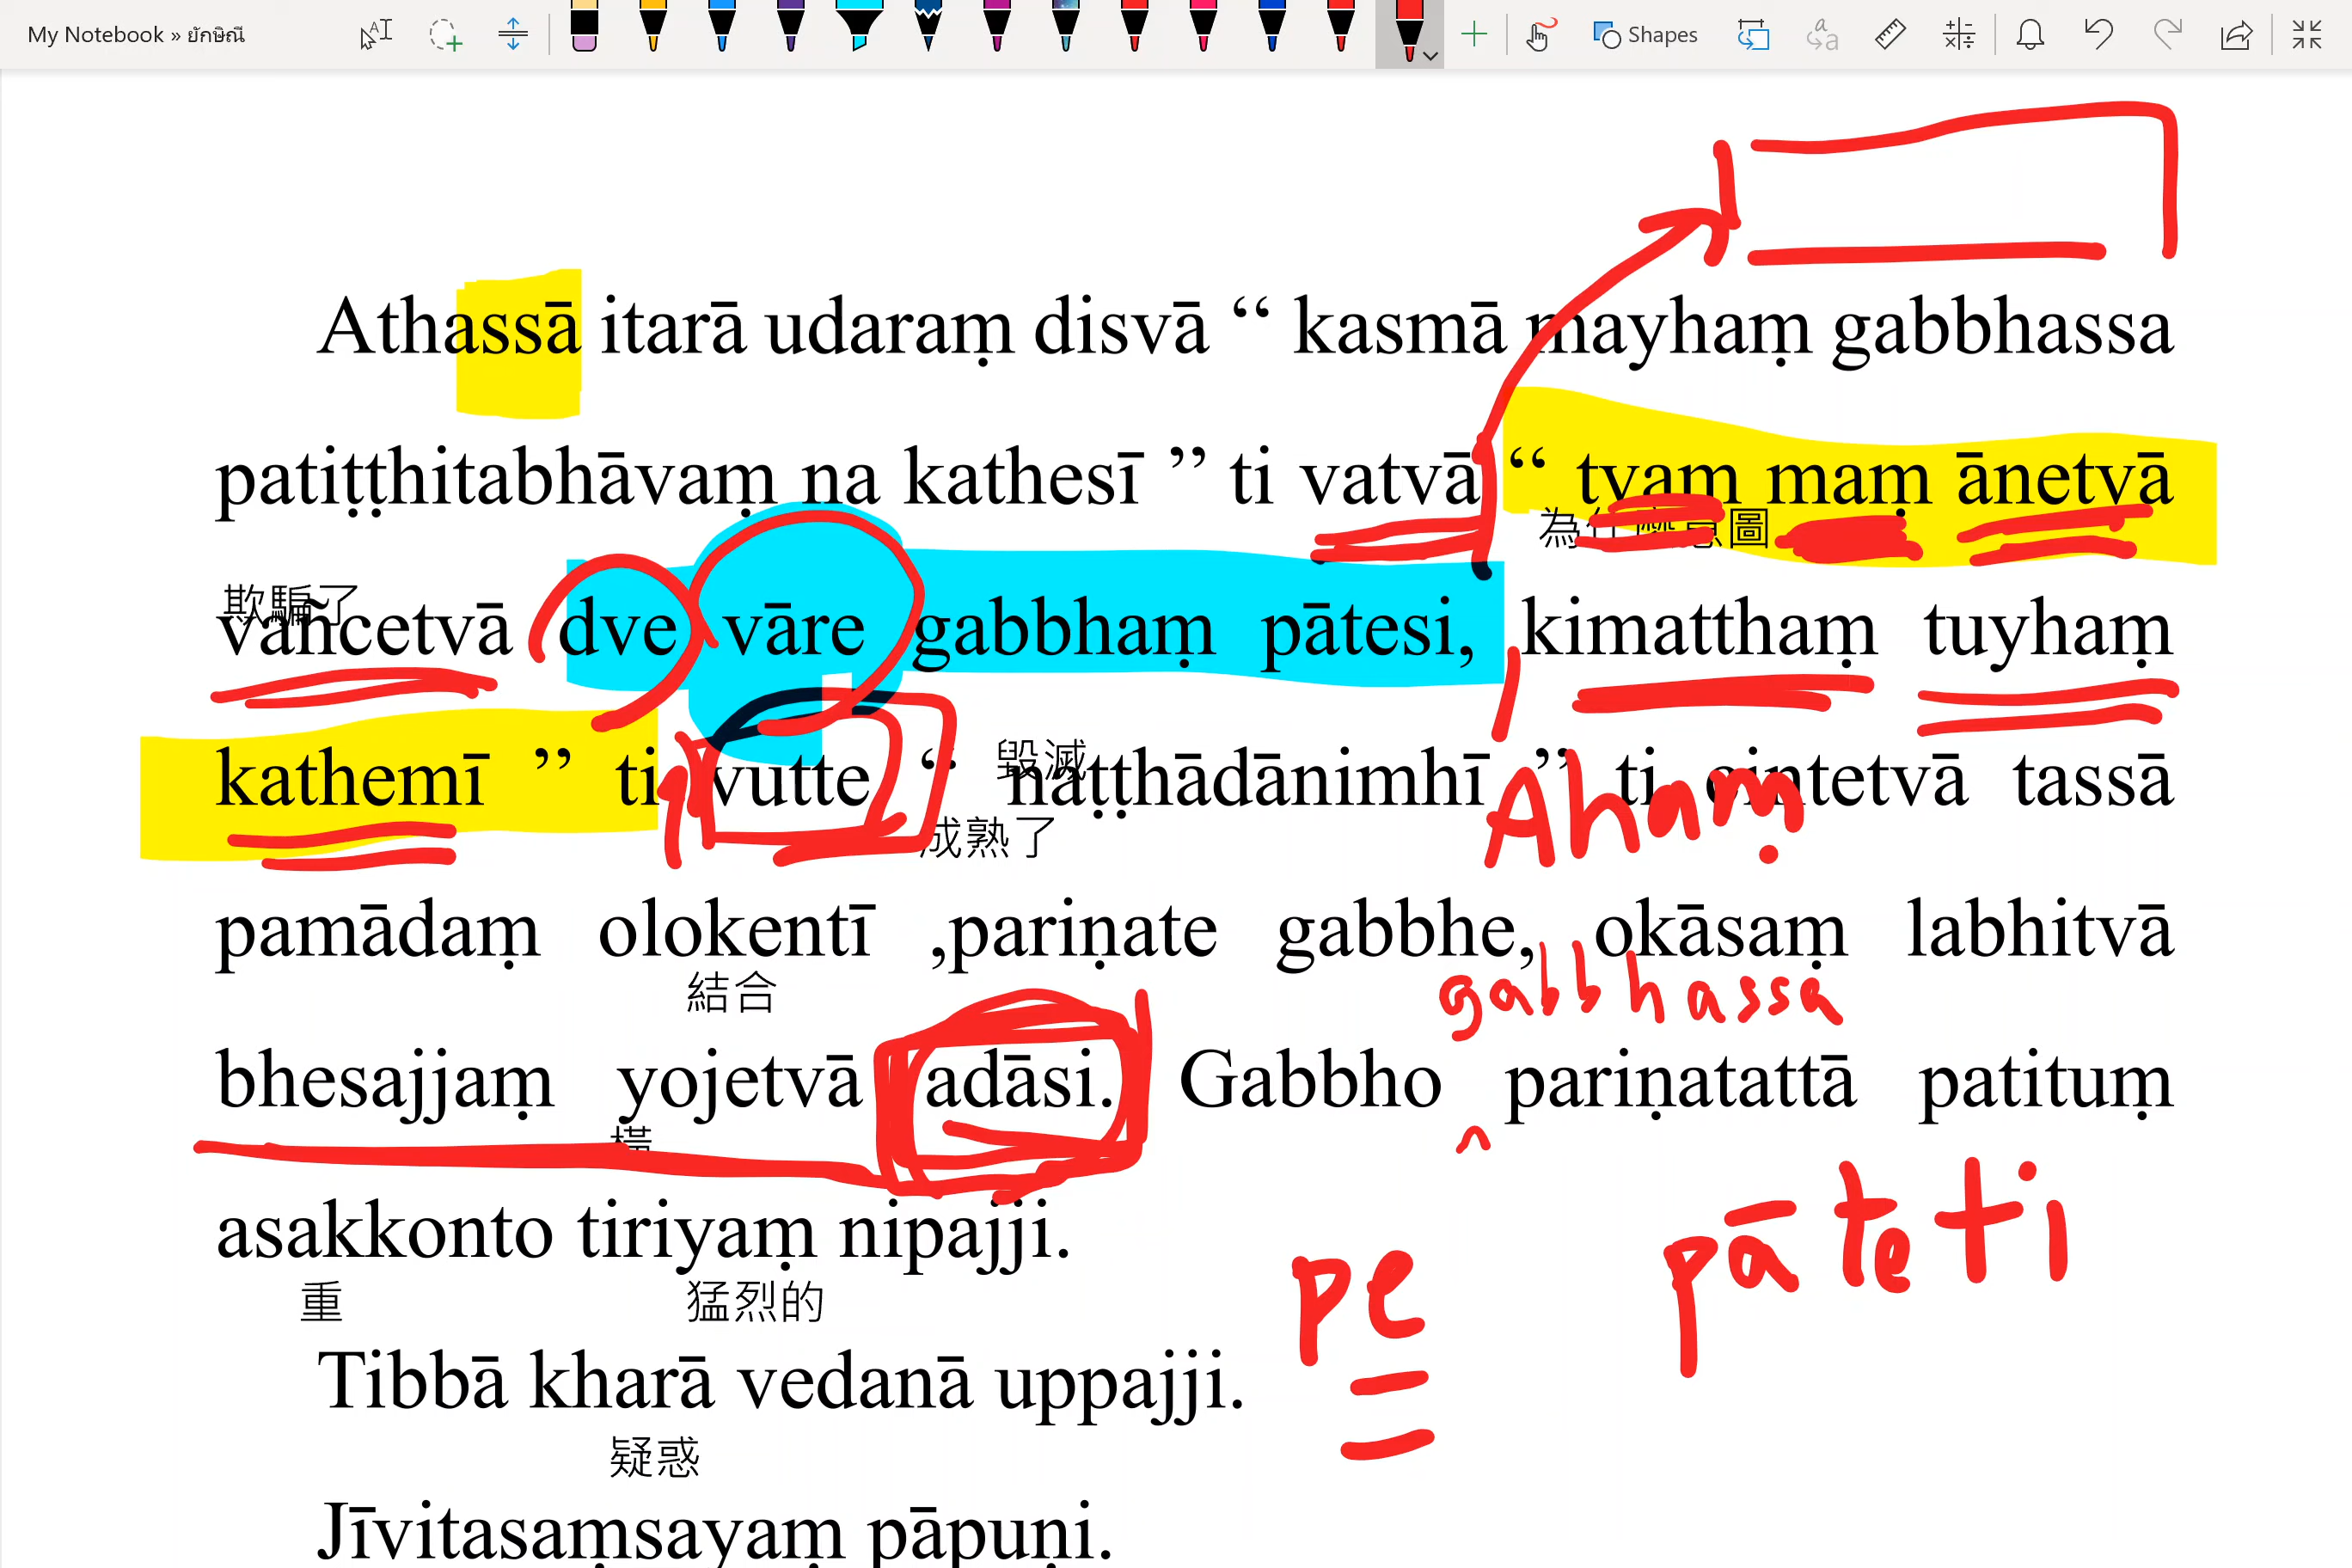 My Notebook » ยักษิณี
Shapes
Athassā itarā udaraṃ disvā “ kasmā mayhaṃ gabbhassa
patiṭṭhitabhāvaṃ na kathesī ” ti vatvā “ tvaṃ maṃ ānetvā
欺騙了
vañcetvā dve vāre gabbhaṃ pātesi, kimatthaṃ tuyhaṃ
毀滅
kathemī ” ti vutte “ naṭṭhādānimhī ” ti cintetvā tassā
Ahaṃ
成熟了
pamādaṃ olokentī ,pariṇate gabbhe, okāsaṃ labhitvā
結合
gabbhassa
bhesajjaṃ yojetvā adāsi. Gabbho pariṇatattā patituṃ
^
橫
pāteti
asakkonto tiriyaṃ nipajji.
pe
重 猛烈的
Tibbā kharā vedanā uppajji.
疑惑
Jīvitasaṃsayaṃ pāpuṇi.